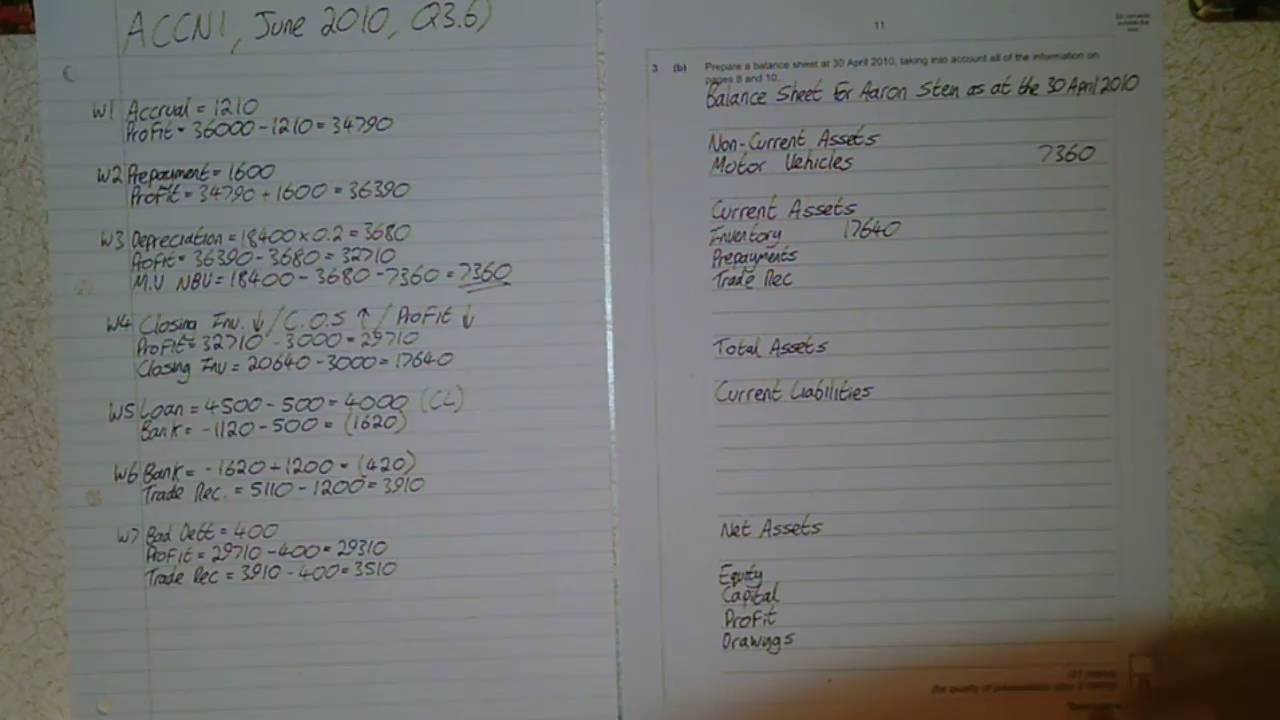 ACCN1, June 2010, Q3.b)
W1 Accrual = 1210
Profit = 36000 - 1210 = 34790
W2 Prepayment = 1600
Profit = 34790 + 1600 = 36390
W3 Depreciation = 18400 x 0.2 = 3680
Profit = 36390 - 3680 = 32710
M.V NBV = 18400 - 3680 - 7360 = 7360
W4 Closing Inv. ↓ / C.O.S ↑ / Profit ↓
Profit = 32710 - 3000 = 29710
Closing Inv = 20640 - 3000 = 17640
W5 Loan = 4500 - 500 = 4000 (CL)
Bank = -1120 - 500 = (1620)
W6 Bank = -1620 + 1200 = (420)
Trade Rec. = 5110 - 1200 = 3910
W7 Bad Debt = 400
Profit = 29710 - 400 = 29310
Trade Rec = 3910 - 400 = 3510
11
3 (b) Prepare a balance sheet at 30 April 2010, taking into account all of the information on
pages 8 and 10.
Balance Sheet for Aaron Sten as at the 30 April 2010
Non-Current Assets
Motor Vehicles 7360
Current Assets
Inventory 17640
Prepayments
Trade Rec
Total Assets
Current Liabilities
Net Assets
Equity
Capital
Profit
Drawings